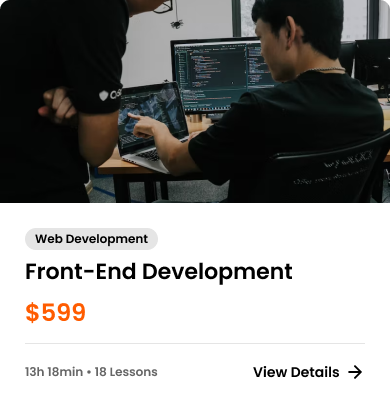 Web Development
Front-End Development
$599
13h 18min • 18 Lessons
View Details →